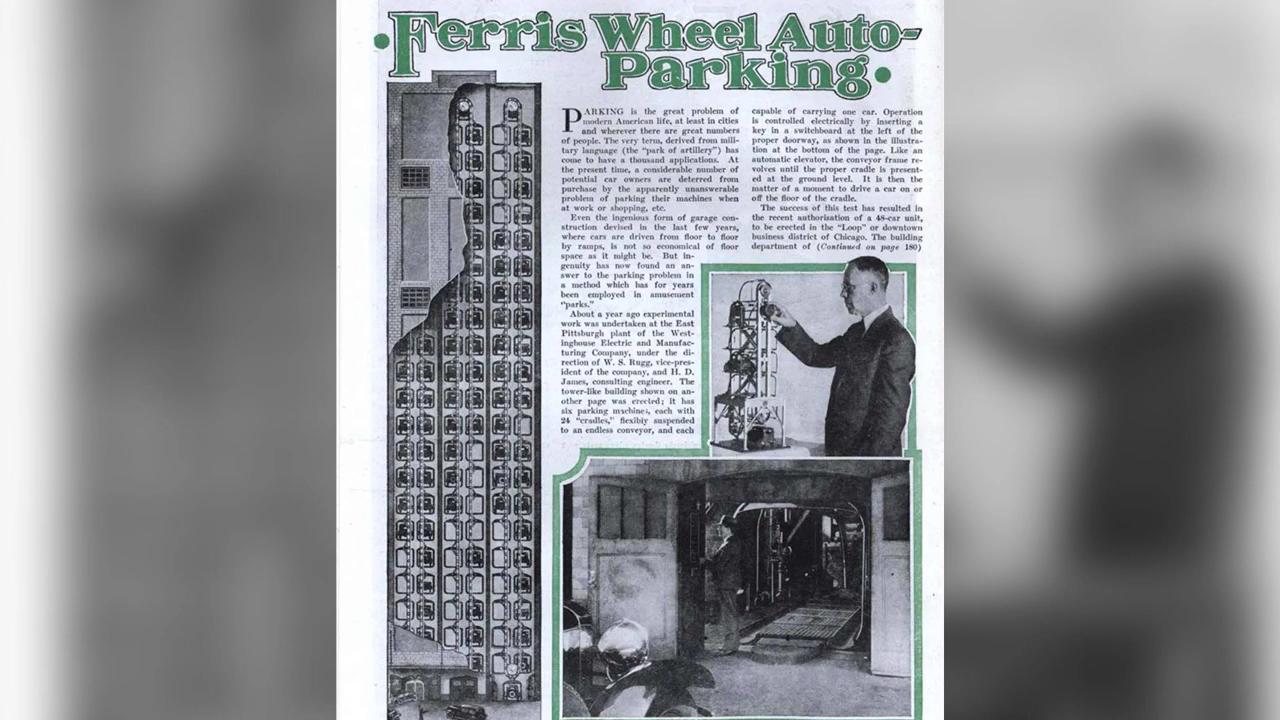 Ferris Wheel Auto-
Parking
PARKING is the great problem of
modern American life, at least in cities
and wherever there are great numbers
of people. The very term, derived from mili-
tary language (the "park of artillery") has
come to have a thousand applications. At
the present time, a considerable number of
potential car owners are deterred from
purchase by the apparently unanswerable
problem of parking their machines when
at work or shopping, etc.
Even the ingenious form of garage con-
struction devised in the last few years,
where cars are driven from floor to floor
by ramps, is not so economical of floor
space as it might be. But in-
genuity has now found an an-
swer to the parking problem in
a method which has for years
been employed in amusement
"parks."
About a year ago experimental
work was undertaken at the East
Pittsburgh plant of the West-
inghouse Electric and Manufac-
turing Company, under the di-
rection of W. S. Rugg, vice-pres-
ident of the company, and H. D.
James, consulting engineer. The
tower-like building shown on an-
other page was erected; it has
six parking machines, each with
24 "cradles," flexibly suspended
to an endless conveyor, and each
capable of carrying one car. Operation
is controlled electrically by inserting a
key in a switchboard at the left of the
proper doorway, as shown in the illustra-
tion at the bottom of the page. Like an
automatic elevator, the conveyor frame re-
volves until the proper cradle is present-
ed at the ground level. It is then the
matter of a moment to drive a car on or
off the floor of the cradle.
The success of this test has resulted in
the recent authorization of a 48-car unit,
to be erected in the "Loop" or downtown
business district of Chicago. The building
department of (Continued on page 180)